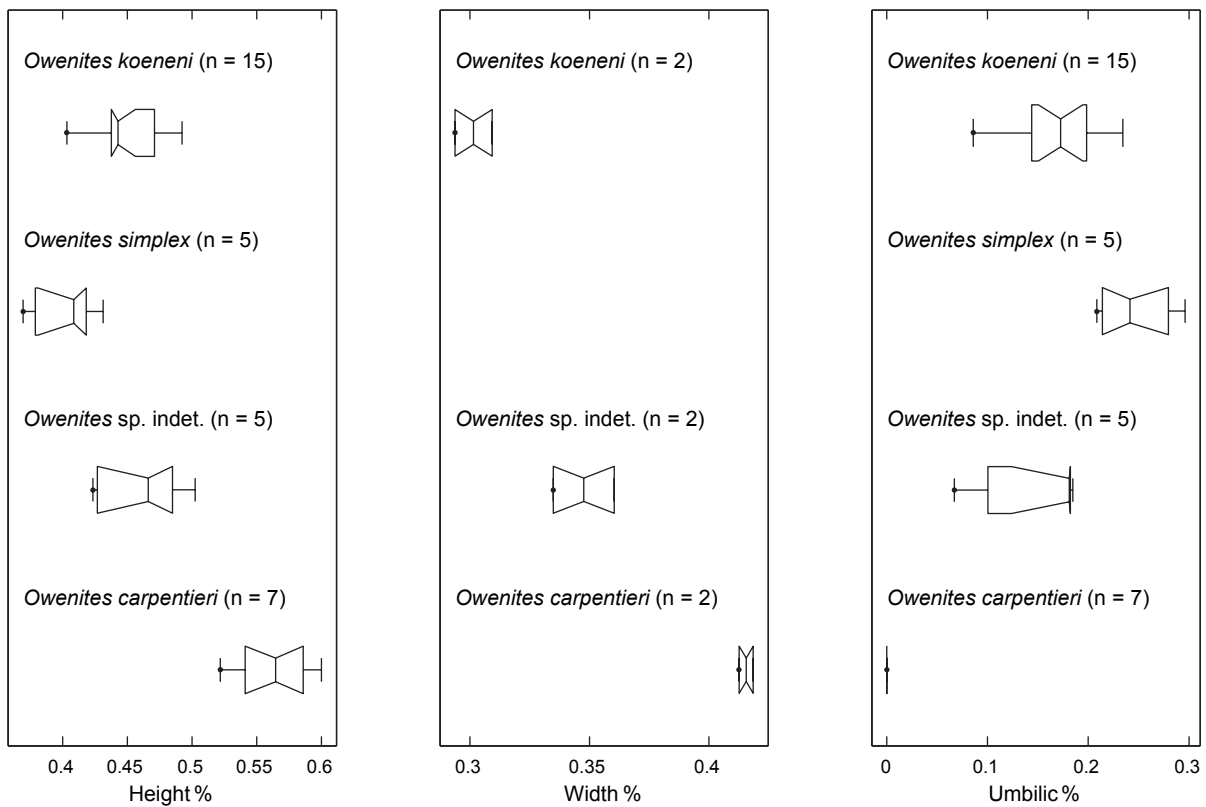 Owenites koeneni (n = 15)
Owenites simplex (n = 5)
Owenites sp. indet. (n = 5)
Owenites carpentieri (n = 7)
0.4 0.45 0.5 0.55 0.6
Height %
Owenites koeneni (n = 2)
Owenites sp. indet. (n = 2)
Owenites carpentieri (n = 2)
0.3 0.35 0.4
Width %
Owenites koeneni (n = 15)
Owenites simplex (n = 5)
Owenites sp. indet. (n = 5)
Owenites carpentieri (n = 7)
0 0.1 0.2 0.3
Umbilic %